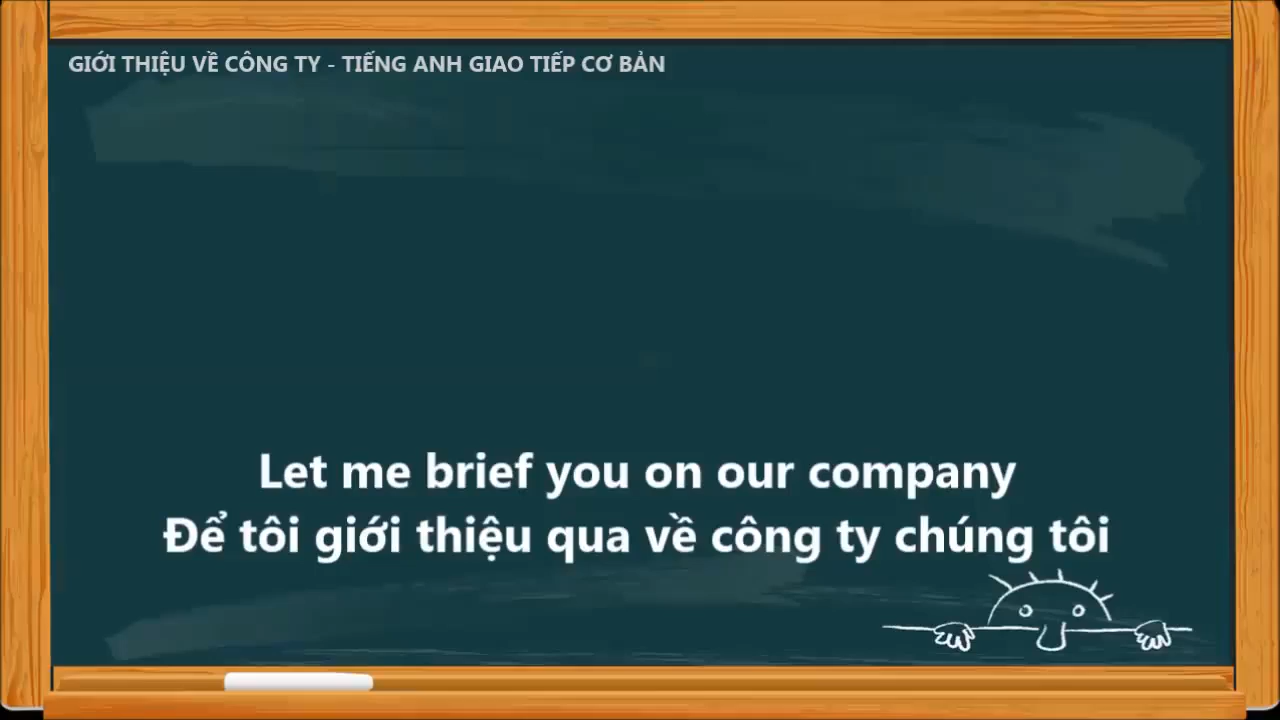 GIỚI THIỆU VỀ CÔNG TY - TIẾNG ANH GIAO TIẾP CƠ BẢN
Let me brief you on our company
Để tôi giới thiệu qua về công ty chúng tôi